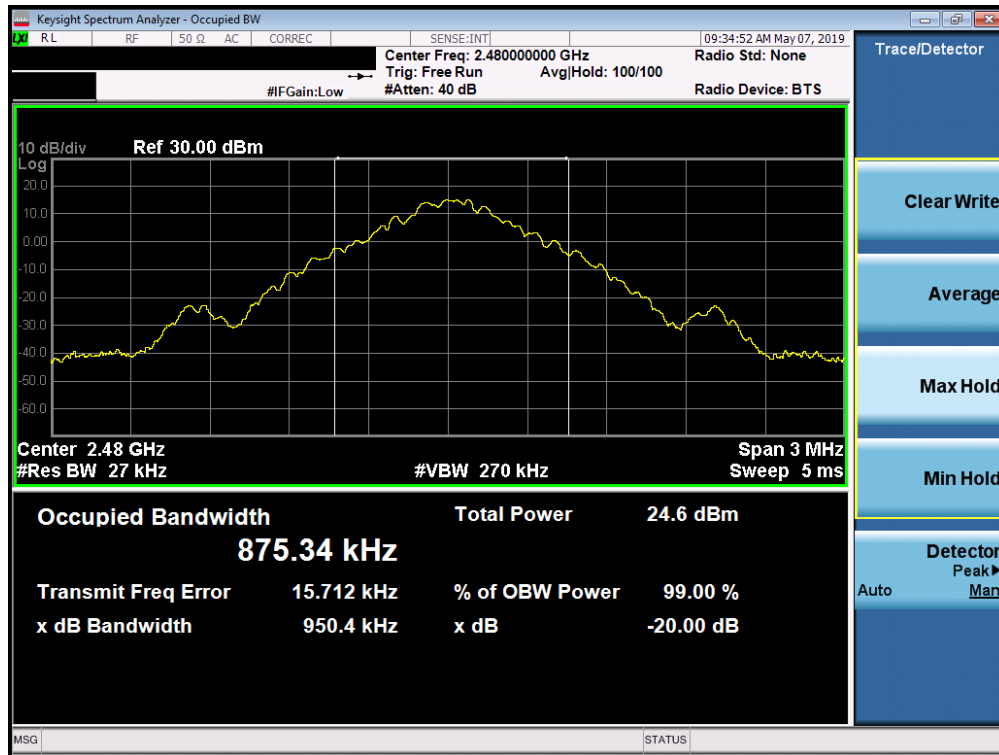 Keysight Spectrum Analyzer - Occupied BW
LXI RL RF 50 Ω AC CORREC SENSE:INT 09:34:52 AM May 07, 2019
Center Freq: 2.480000000 GHz Radio Std: None
Trig: Free Run Avg|Hold: 100/100
#IFGain:Low #Atten: 40 dB Radio Device: BTS
Trace/Detector
10 dB/div Ref 30.00 dBm
Log
20.0
10.0
0.00
-10.0
-20.0
-30.0
-40.0
-50.0
-60.0
Center 2.48 GHz Span 3 MHz
#Res BW 27 kHz #VBW 270 kHz Sweep 5 ms
Occupied Bandwidth Total Power 24.6 dBm
875.34 kHz
Transmit Freq Error 15.712 kHz % of OBW Power 99.00 %
x dB Bandwidth 950.4 kHz x dB -20.00 dB
Clear Write
Average
Max Hold
Min Hold
Detector
Peak▶
Auto Man
MSG STATUS